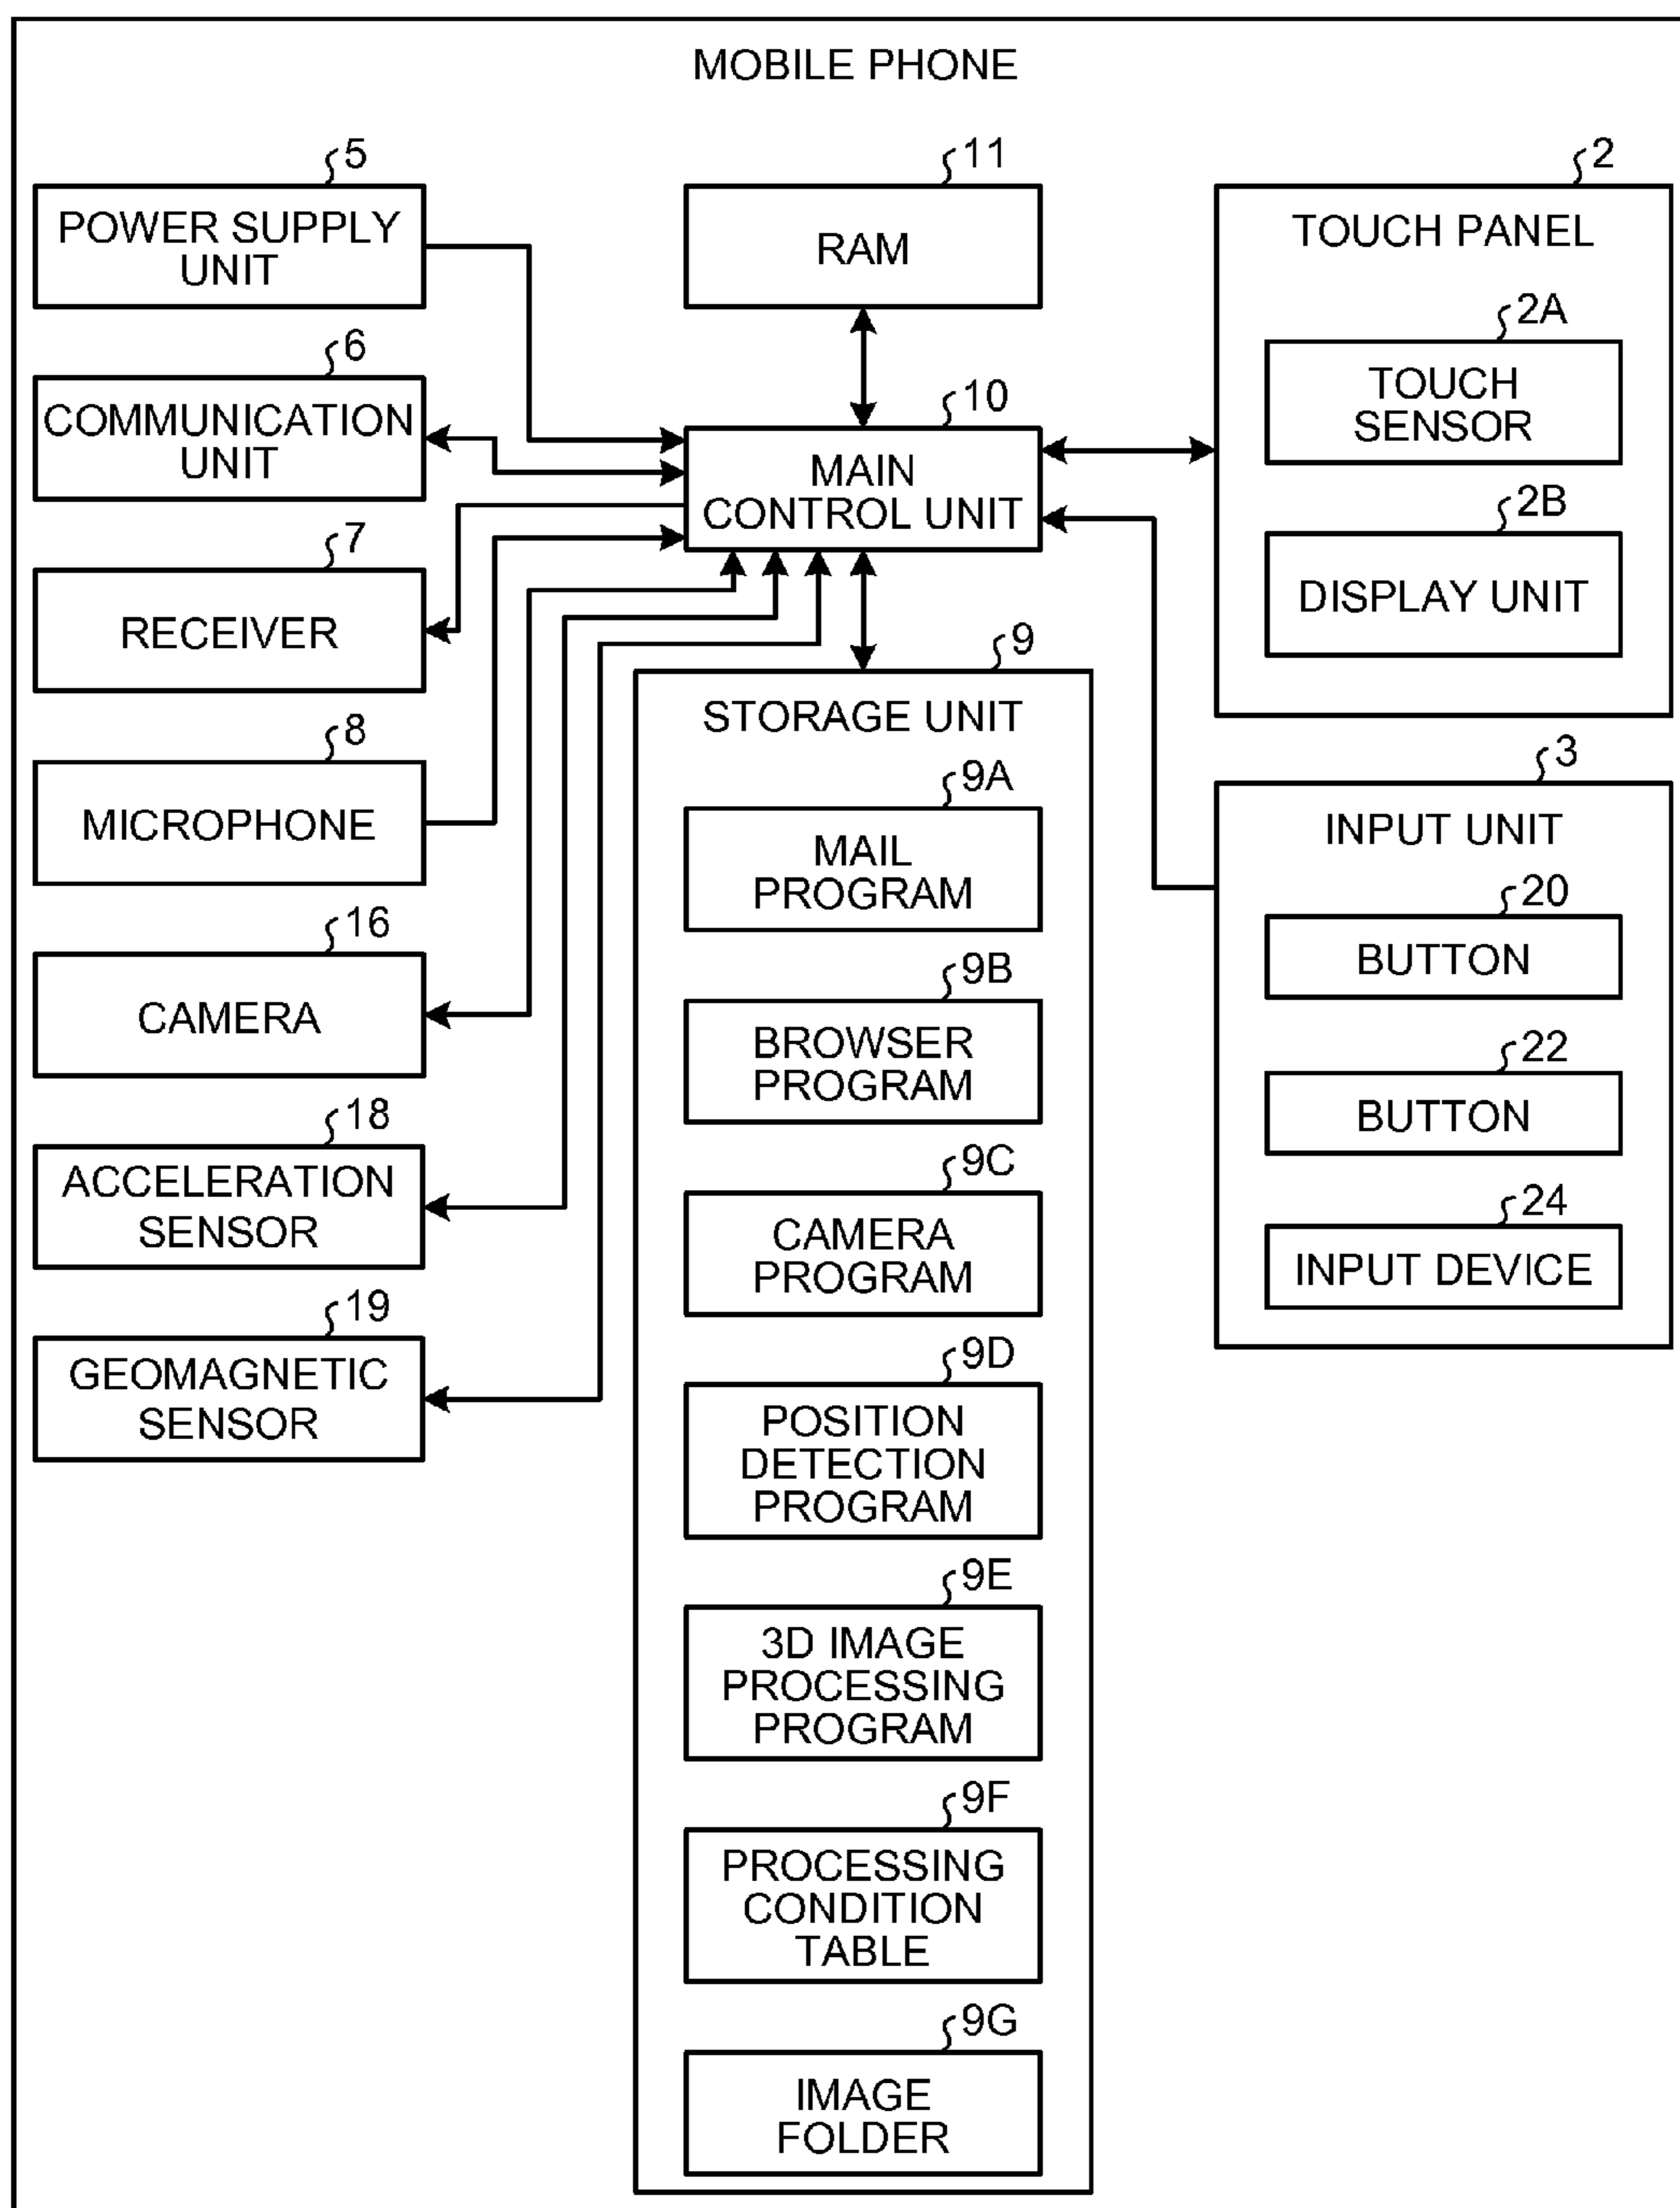 MOBILE PHONE
5
POWER SUPPLY
UNIT
6
COMMUNICATION
UNIT
7
RECEIVER
8
MICROPHONE
16
CAMERA
18
ACCELERATION
SENSOR
19
GEOMAGNETIC
SENSOR
11
RAM
10
MAIN
CONTROL UNIT
9
STORAGE UNIT
9A
MAIL
PROGRAM
9B
BROWSER
PROGRAM
9C
CAMERA
PROGRAM
9D
POSITION
DETECTION
PROGRAM
9E
3D IMAGE
PROCESSING
PROGRAM
9F
PROCESSING
CONDITION
TABLE
9G
IMAGE
FOLDER
2
TOUCH PANEL
2A
TOUCH
SENSOR
2B
DISPLAY UNIT
3
INPUT UNIT
20
BUTTON
22
BUTTON
24
INPUT DEVICE